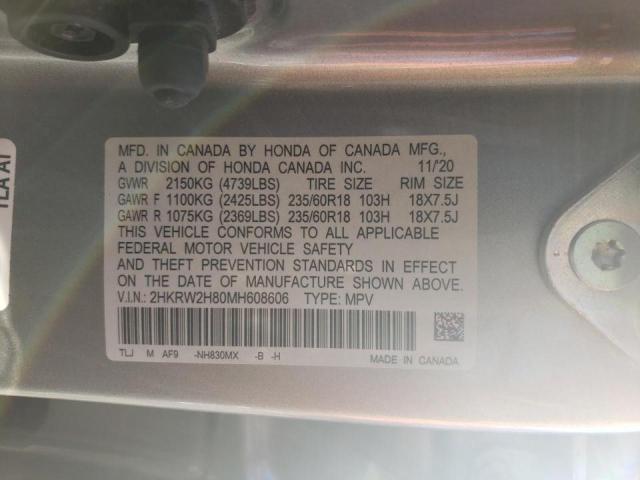 MFD. IN CANADA BY HONDA OF CANADA MFG.,
A DIVISION OF HONDA CANADA INC. 11/'20
GVWR 2150KG (4739LBS) TIRE SIZE RIM SIZE
GAWR F 1100KG (2425LBS) 235/60R18 103H 18X7.5J
GAWR R 1075KG (2369LBS) 235/60R18 103H 18X7.5J
THIS VEHICLE CONFORMS TO ALL APPLICABLE
FEDERAL MOTOR VEHICLE SAFETY
AND THEFT PREVENTION STANDARDS IN EFFECT
ON THE DATE OF MANUFACTURE SHOWN ABOVE.
V.I.N.: 2HKRW2H80MH608606 TYPE: MPV
TLJ M AF9 -NH830MX -B -H MADE IN CANADA